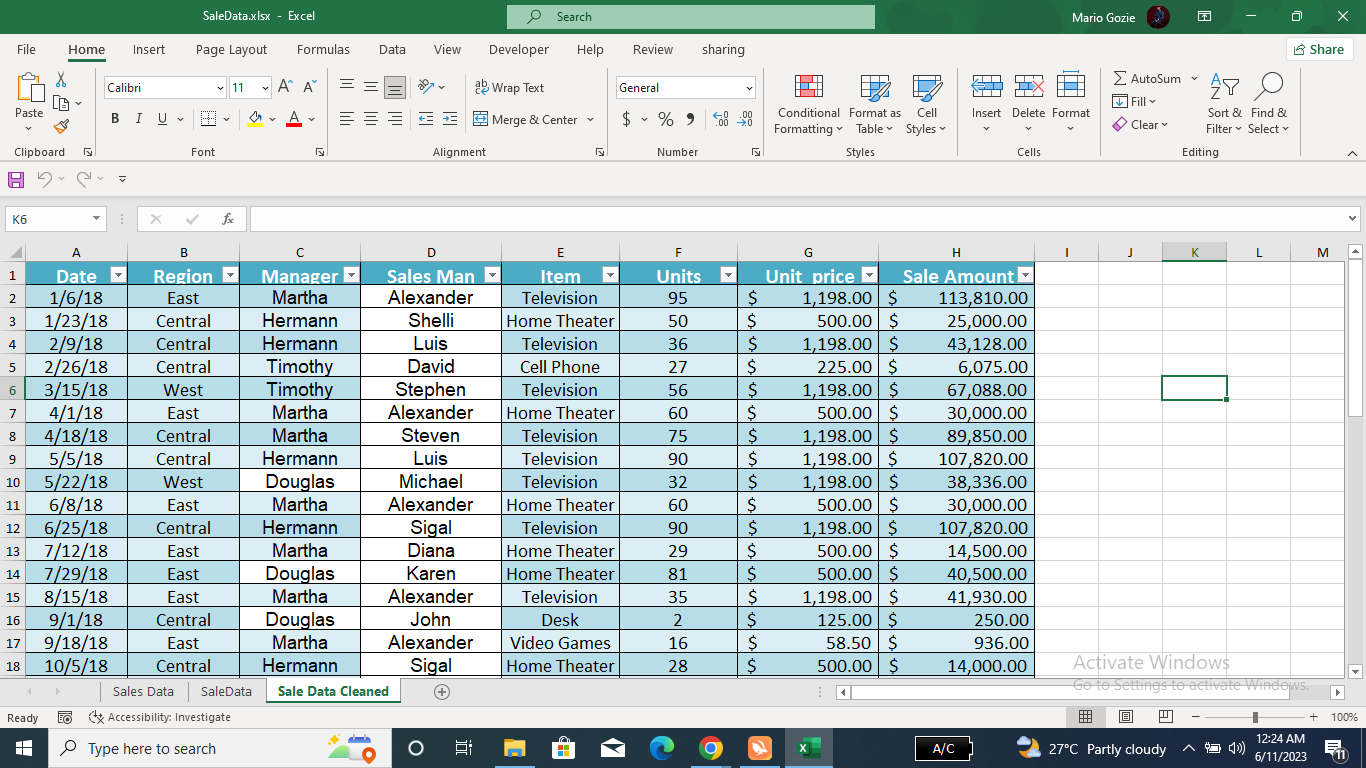 SaleData.xlsx - Excel
Search
Mario Gozie
File Home Insert Page Layout Formulas Data View Developer Help Review sharing
Share
Paste
Clipboard
Calibri 11
B I U
Font
Wrap Text
Merge & Center
Alignment
General
$ % 9
Number
Conditional Formatting
Format as Table
Cell Styles
Styles
Insert Delete Format
Cells
AutoSum
Fill
Clear
Sort & Filter
Find & Select
Editing
K6
fx
A B C D E F G H I J K L M
1 Date Region Manager Sales Man Item Units Unit_price Sale Amount
2 1/6/18 East Martha Alexander Television 95 $ 1,198.00 $ 113,810.00
3 1/23/18 Central Hermann Shelli Home Theater 50 $ 500.00 $ 25,000.00
4 2/9/18 Central Hermann Luis Television 36 $ 1,198.00 $ 43,128.00
5 2/26/18 Central Timothy David Cell Phone 27 $ 225.00 $ 6,075.00
6 3/15/18 West Timothy Stephen Television 56 $ 1,198.00 $ 67,088.00
7 4/1/18 East Martha Alexander Home Theater 60 $ 500.00 $ 30,000.00
8 4/18/18 Central Martha Steven Television 75 $ 1,198.00 $ 89,850.00
9 5/5/18 Central Hermann Luis Television 90 $ 1,198.00 $ 107,820.00
10 5/22/18 West Douglas Michael Television 32 $ 1,198.00 $ 38,336.00
11 6/8/18 East Martha Alexander Home Theater 60 $ 500.00 $ 30,000.00
12 6/25/18 Central Hermann Sigal Television 90 $ 1,198.00 $ 107,820.00
13 7/12/18 East Martha Diana Home Theater 29 $ 500.00 $ 14,500.00
14 7/29/18 East Douglas Karen Home Theater 81 $ 500.00 $ 40,500.00
15 8/15/18 East Martha Alexander Television 35 $ 1,198.00 $ 41,930.00
16 9/1/18 Central Douglas John Desk 2 $ 125.00 $ 250.00
17 9/18/18 East Martha Alexander Video Games 16 $ 58.50 $ 936.00
18 10/5/18 Central Hermann Sigal Home Theater 28 $ 500.00 $ 14,000.00
Activate Windows
Go to Settings to activate Windows.
Sales Data SaleData Sale Data Cleaned
Ready Accessibility: Investigate 100%
Type here to search
A/C
27°C Partly cloudy
12:24 AM
6/11/2023
11